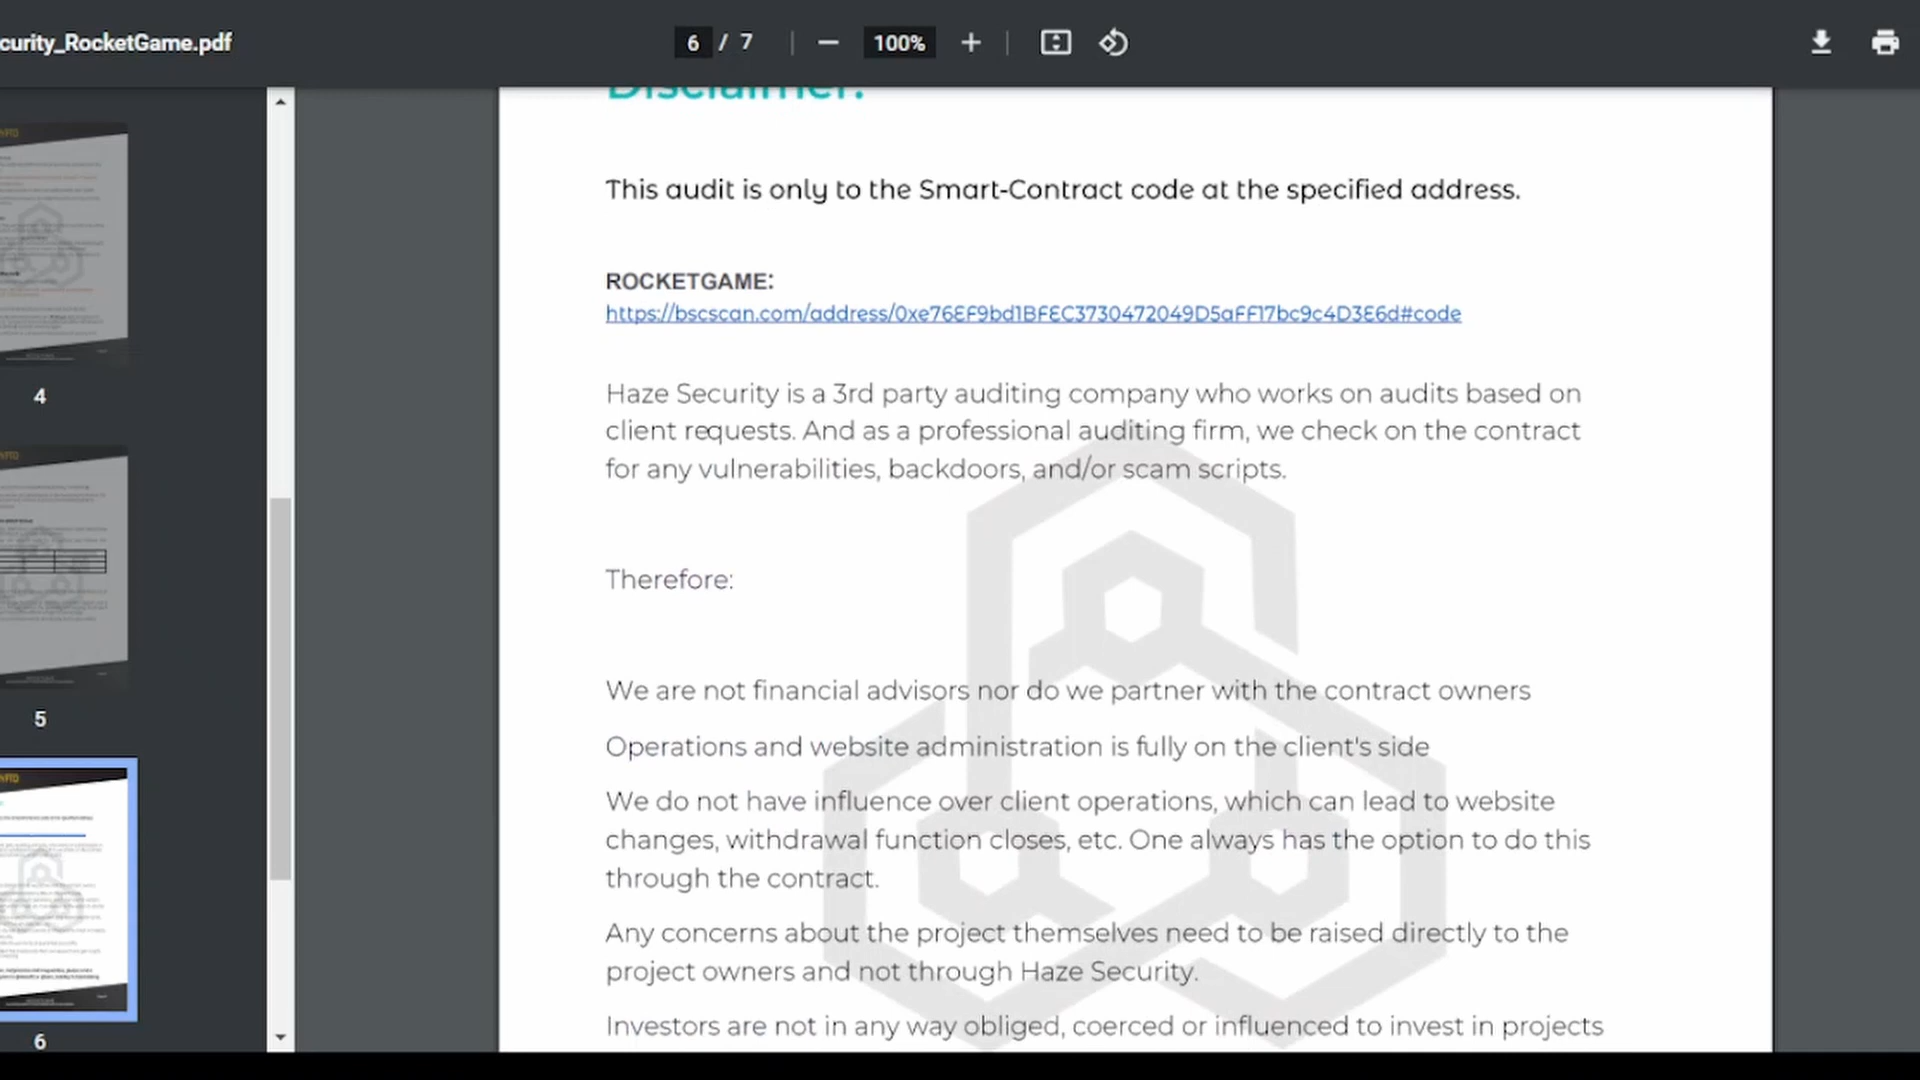 curity_RocketGame.pdf
6 / 7
100%
Disclaimer:
This audit is only to the Smart-Contract code at the specified address.
ROCKETGAME:
https://bscscan.com/address/0xe76EF9bd1BFEC3730472049D5aFF17bc9c4D3E6d#code
Haze Security is a 3rd party auditing company who works on audits based on
client requests. And as a professional auditing firm, we check on the contract
for any vulnerabilities, backdoors, and/or scam scripts.
Therefore:
We are not financial advisors nor do we partner with the contract owners
Operations and website administration is fully on the client's side
We do not have influence over client operations, which can lead to website
changes, withdrawal function closes, etc. One always has the option to do this
through the contract.
Any concerns about the project themselves need to be raised directly to the
project owners and not through Haze Security.
Investors are not in any way obliged, coerced or influenced to invest in projects
4
5
6